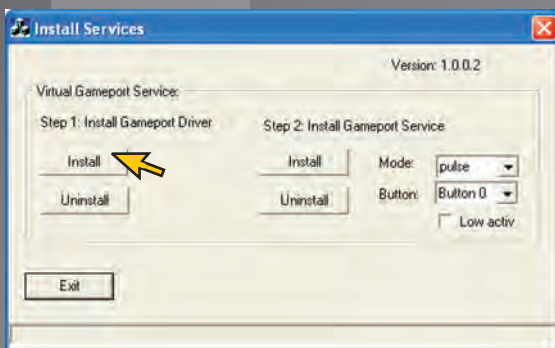 Install Services
Version: 1.0.0.2
Virtual Gameport Service:
Step 1: Install Gameport Driver
Step 2: Install Gameport Service
Install
Install
Mode:
pulse
Uninstall
Uninstall
Button:
Button 0
Low activ
Exit